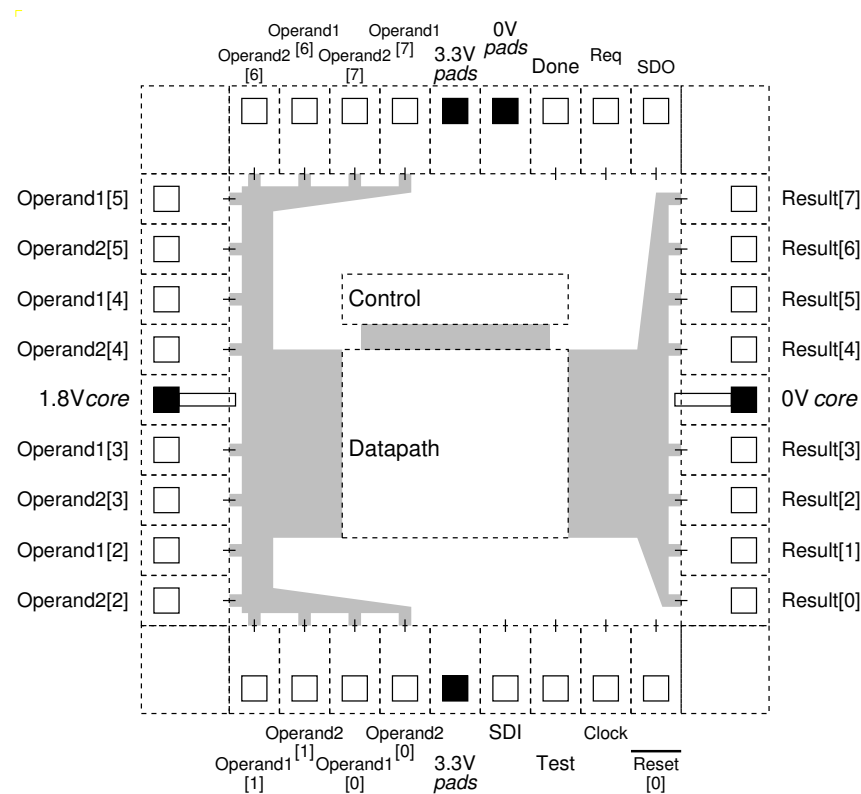 Operand1
[6]
Operand1
[7]
0V
pads
Operand2
[6]
Operand2
[7]
3.3V
pads
Done
Req
SDO
Operand1[5]
Result[7]
Operand2[5]
Result[6]
Operand1[4]
Control
Result[5]
Operand2[4]
Result[4]
1.8Vcore
0V core
Operand1[3]
Datapath
Result[3]
Operand2[3]
Result[2]
Operand1[2]
Result[1]
Operand2[2]
Result[0]
Operand2
[1]
Operand2
[0]
SDI
Clock
Operand1
[1]
Operand1
[0]
3.3V
pads
Test
Reset
[0]